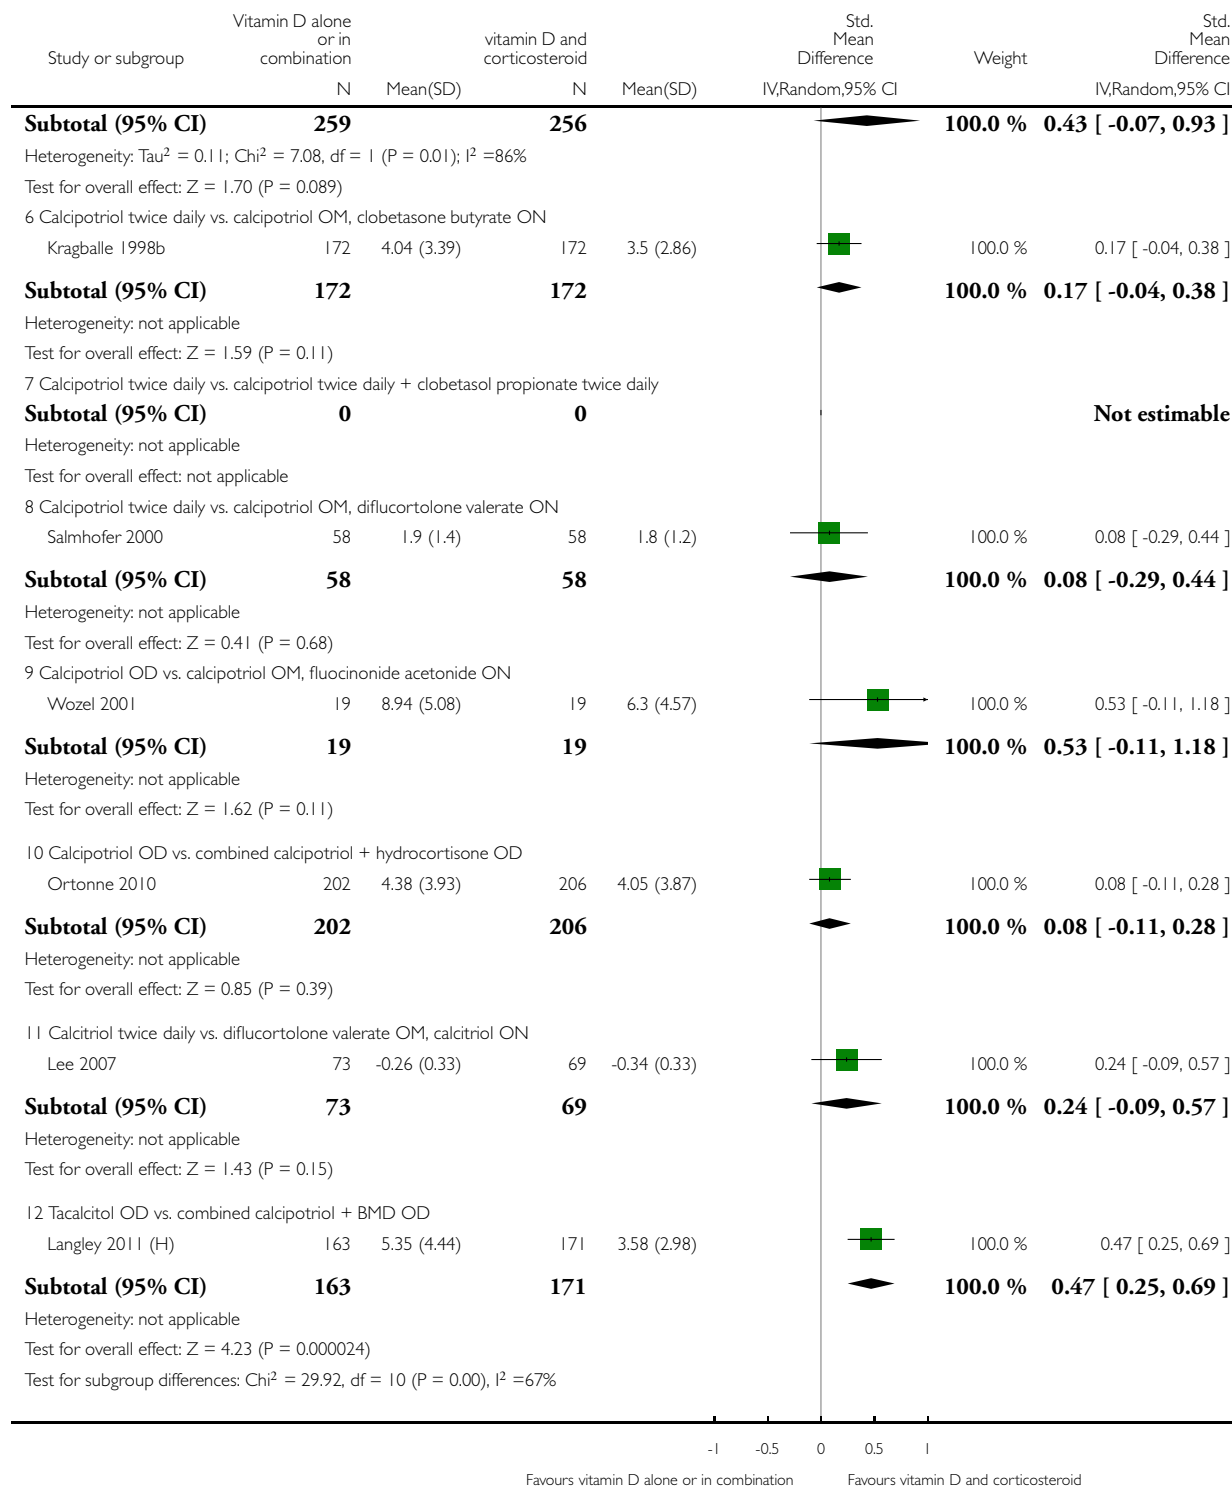 Study or subgroup
Vitamin D alone
or in
combination
vitamin D and
corticosteroid
Std.
Mean
Difference
Weight
Std.
Mean
Difference
N Mean(SD) N Mean(SD) IV,Random,95% CI IV,Random,95% CI
Subtotal (95% CI) 259 256 100.0 % 0.43 [ -0.07, 0.93 ]
Heterogeneity: Tau² = 0.11; Chi² = 7.08, df = 1 (P = 0.01); I² =86%
Test for overall effect: Z = 1.70 (P = 0.089)
6 Calcipotriol twice daily vs. calcipotriol OM, clobetasone butyrate ON
Kragballe 1998b 172 4.04 (3.39) 172 3.5 (2.86) 100.0 % 0.17 [ -0.04, 0.38 ]
Subtotal (95% CI) 172 172 100.0 % 0.17 [ -0.04, 0.38 ]
Heterogeneity: not applicable
Test for overall effect: Z = 1.59 (P = 0.11)
7 Calcipotriol twice daily vs. calcipotriol twice daily + clobetasol propionate twice daily
Subtotal (95% CI) 0 0 Not estimable
Heterogeneity: not applicable
Test for overall effect: not applicable
8 Calcipotriol twice daily vs. calcipotriol OM, diflucortolone valerate ON
Salmhofer 2000 58 1.9 (1.4) 58 1.8 (1.2) 100.0 % 0.08 [ -0.29, 0.44 ]
Subtotal (95% CI) 58 58 100.0 % 0.08 [ -0.29, 0.44 ]
Heterogeneity: not applicable
Test for overall effect: Z = 0.41 (P = 0.68)
9 Calcipotriol OD vs. calcipotriol OM, fluocinonide acetonide ON
Wozel 2001 19 8.94 (5.08) 19 6.3 (4.57) 100.0 % 0.53 [ -0.11, 1.18 ]
Subtotal (95% CI) 19 19 100.0 % 0.53 [ -0.11, 1.18 ]
Heterogeneity: not applicable
Test for overall effect: Z = 1.62 (P = 0.11)
10 Calcipotriol OD vs. combined calcipotriol + hydrocortisone OD
Ortonne 2010 202 4.38 (3.93) 206 4.05 (3.87) 100.0 % 0.08 [ -0.11, 0.28 ]
Subtotal (95% CI) 202 206 100.0 % 0.08 [ -0.11, 0.28 ]
Heterogeneity: not applicable
Test for overall effect: Z = 0.85 (P = 0.39)
11 Calcitriol twice daily vs. diflucortolone valerate OM, calcitriol ON
Lee 2007 73 -0.26 (0.33) 69 -0.34 (0.33) 100.0 % 0.24 [ -0.09, 0.57 ]
Subtotal (95% CI) 73 69 100.0 % 0.24 [ -0.09, 0.57 ]
Heterogeneity: not applicable
Test for overall effect: Z = 1.43 (P = 0.15)
12 Tacalcitol OD vs. combined calcipotriol + BMD OD
Langley 2011 (H) 163 5.35 (4.44) 171 3.58 (2.98) 100.0 % 0.47 [ 0.25, 0.69 ]
Subtotal (95% CI) 163 171 100.0 % 0.47 [ 0.25, 0.69 ]
Heterogeneity: not applicable
Test for overall effect: Z = 4.23 (P = 0.000024)
Test for subgroup differences: Chi² = 29.92, df = 10 (P = 0.00), I² =67%
-1 -0.5 0 0.5 1
Favours vitamin D alone or in combination Favours vitamin D and corticosteroid